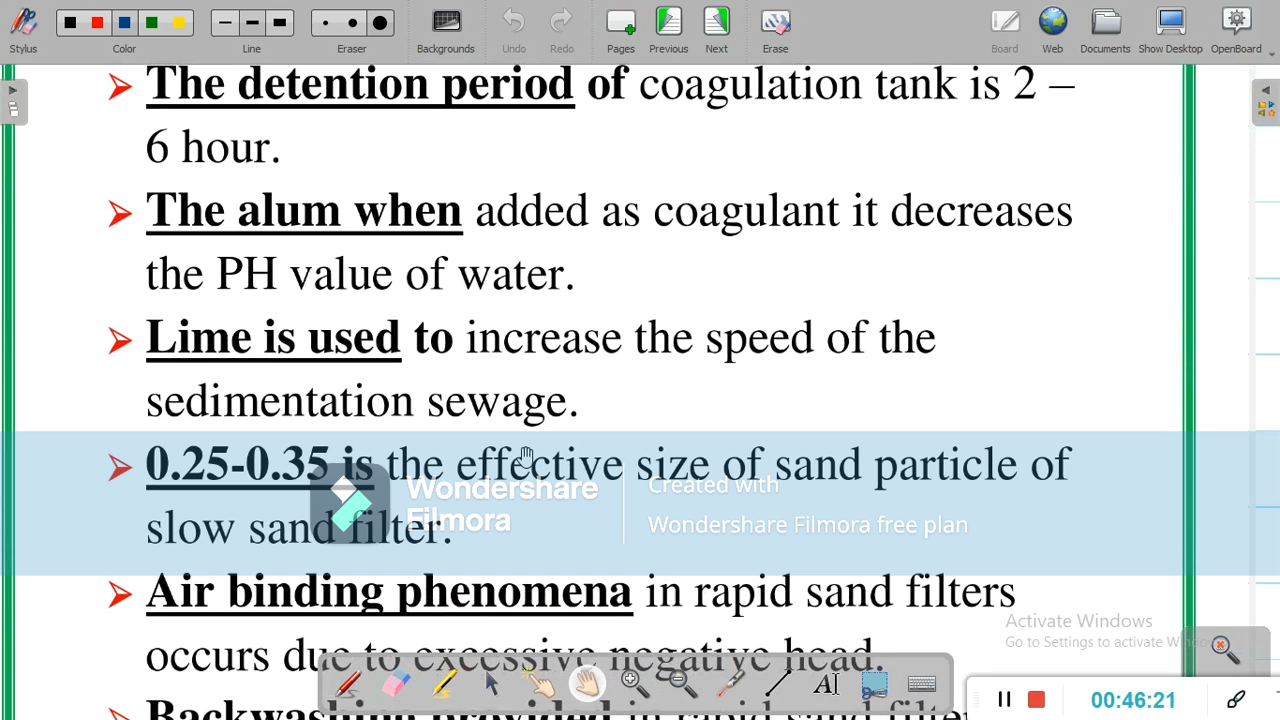 Stylus Color Line Eraser Backgrounds Undo Redo Pages Previous Next Erase Board Web Documents Show Desktop OpenBoard
➢ The detention period of coagulation tank is 2 –
6 hour.
➢ The alum when added as coagulant it decreases
the PH value of water.
➢ Lime is used to increase the speed of the
sedimentation sewage.
➢ 0.25-0.35 is the effective size of sand particle of
slow sand filter.
Wondershare
Filmora
Created with
Wondershare Filmora free plan
➢ Air binding phenomena in rapid sand filters
occurs due to excessive negative head.
Activate Windows
Go to Settings to activate
Backwashing provided in rapid sand filter
00:46:21